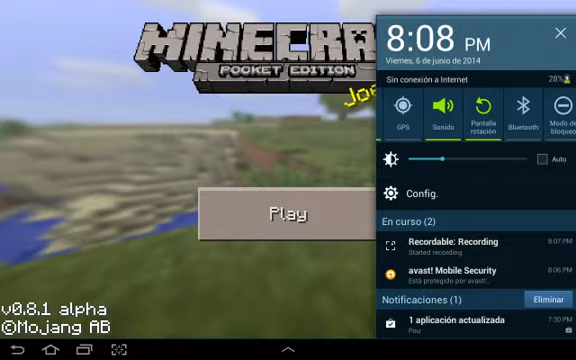 MINECRA
POCKET EDITION
Joe
Play
v0.8.1 alpha
©Mojang AB
8:08 PM
Viernes, 6 de junio de 2014
Sin conexión a Internet
28%
GPS
Sonido
Pantalla rotación
Bluetooth
Modo de bloqueo
Auto
Config.
En curso (2)
Recordable: Recording
8:07 PM
Started recording
avast! Mobile Security
8:06 PM
Está protegido por avast!...
Notificaciones (1)
Eliminar
1 aplicación actualizada
7:30 PM
Pou